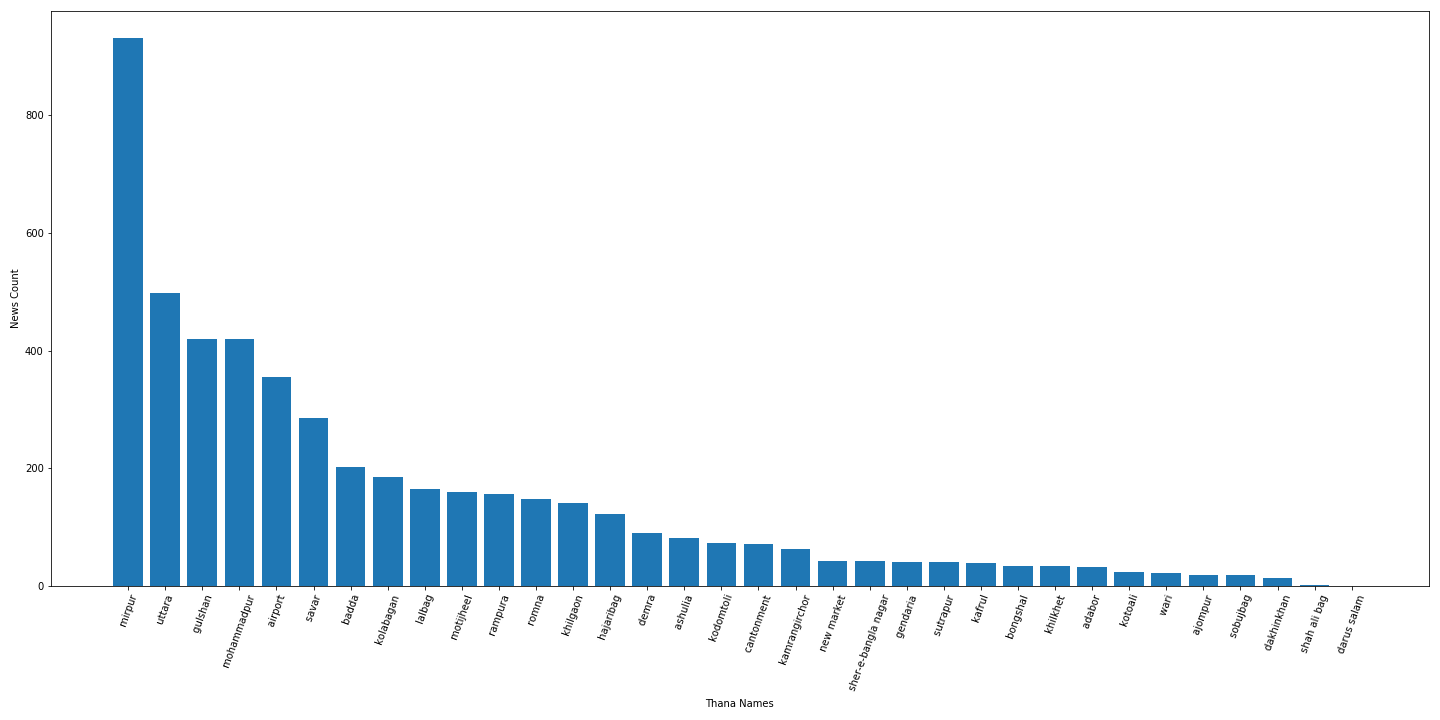 News Count
800
600
400
200
0
mirpur
uttara
gulshan
mohammadpur
airport
savar
badda
kolabagan
lalbag
motijheel
rampura
romna
khilgaon
hajaribag
demra
ashulia
kodomtoli
cantonment
kamrangirchor
new market
sher-e-bangla nagar
gendaria
sutrapur
kafrul
bongshal
khilkhet
adabor
kotoali
wari
ajompur
sobujbag
dakhinkhan
shah ali bag
darus salam
Thana Names